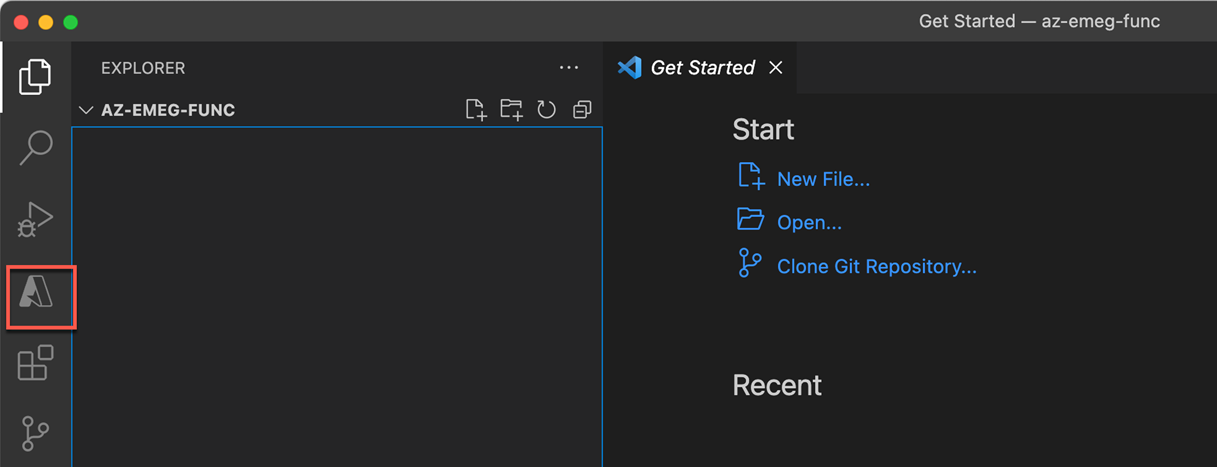 Get Started — az-emeg-func
EXPLORER
Get Started
AZ-EMEG-FUNC
Start
New File...
Open...
Clone Git Repository...
Recent